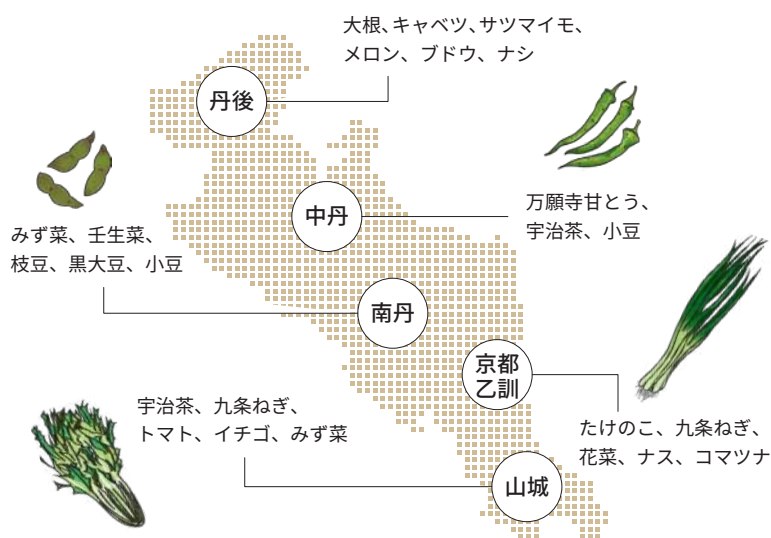 大根、キャベツ、サツマイモ、
メロン、ブドウ、ナシ
丹後
万願寺甘とう、
宇治茶、小豆
中丹
みず菜、壬生菜、
枝豆、黒大豆、小豆
南丹
京都
乙訓
たけのこ、九条ねぎ、
花菜、ナス、コマツナ
宇治茶、九条ねぎ、
トマト、イチゴ、みず菜
山城